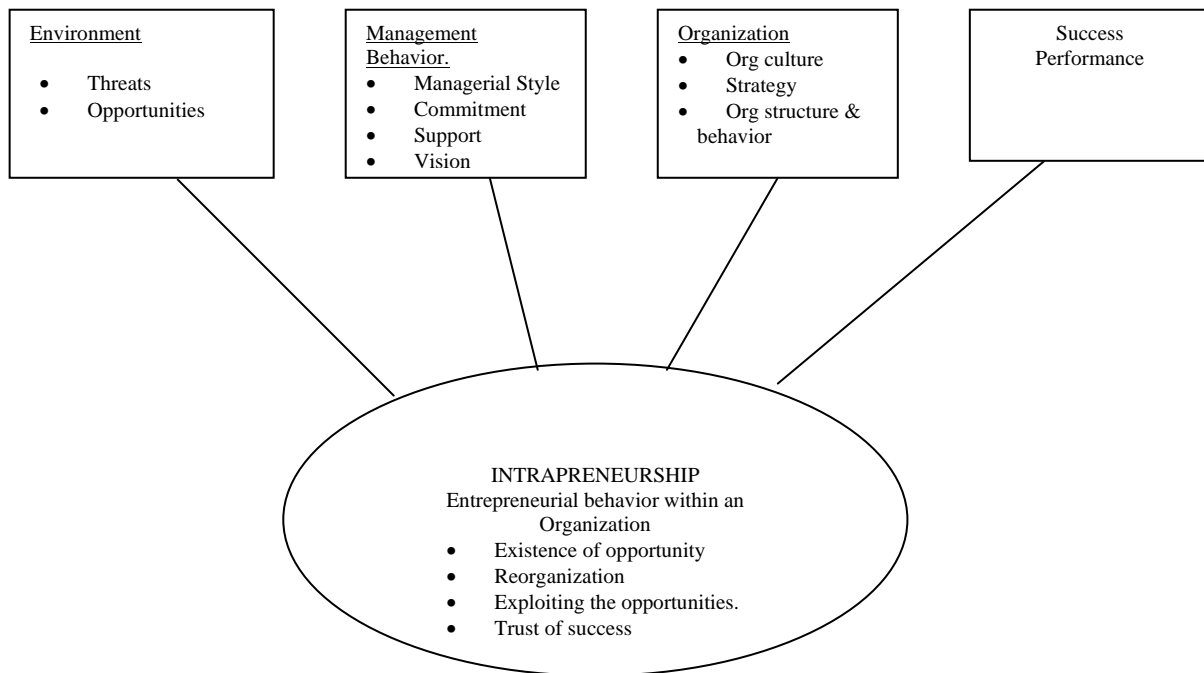 Environment
• Threats
• Opportunities
Management
Behavior.
• Managerial Style
• Commitment
• Support
• Vision
Organization
• Org culture
• Strategy
• Org structure &
behavior
Success
Performance
INTRAPRENEURSHIP
Entrepreneurial behavior within an
Organization
• Existence of opportunity
• Reorganization
• Exploiting the opportunities.
• Trust of success